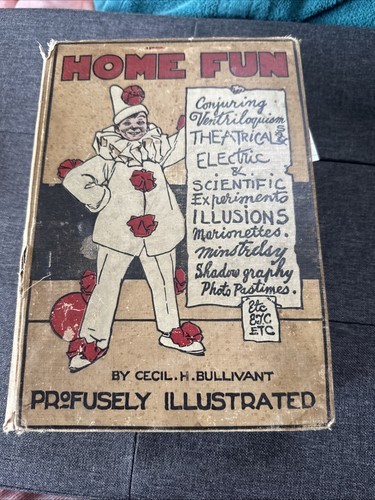 HOME FUN
Conjuring
Ventriloquism
THEATRICALS
Electric
&
SCIENTIFIC
Experiments
ILLUSIONS
Marionettes.
minstrelsy
Shadowgraphy
Photo Pastimes.
Etc
ETC
ETC
BY CECIL.H.BULLIVANT
PROFUSELY ILLUSTRATED